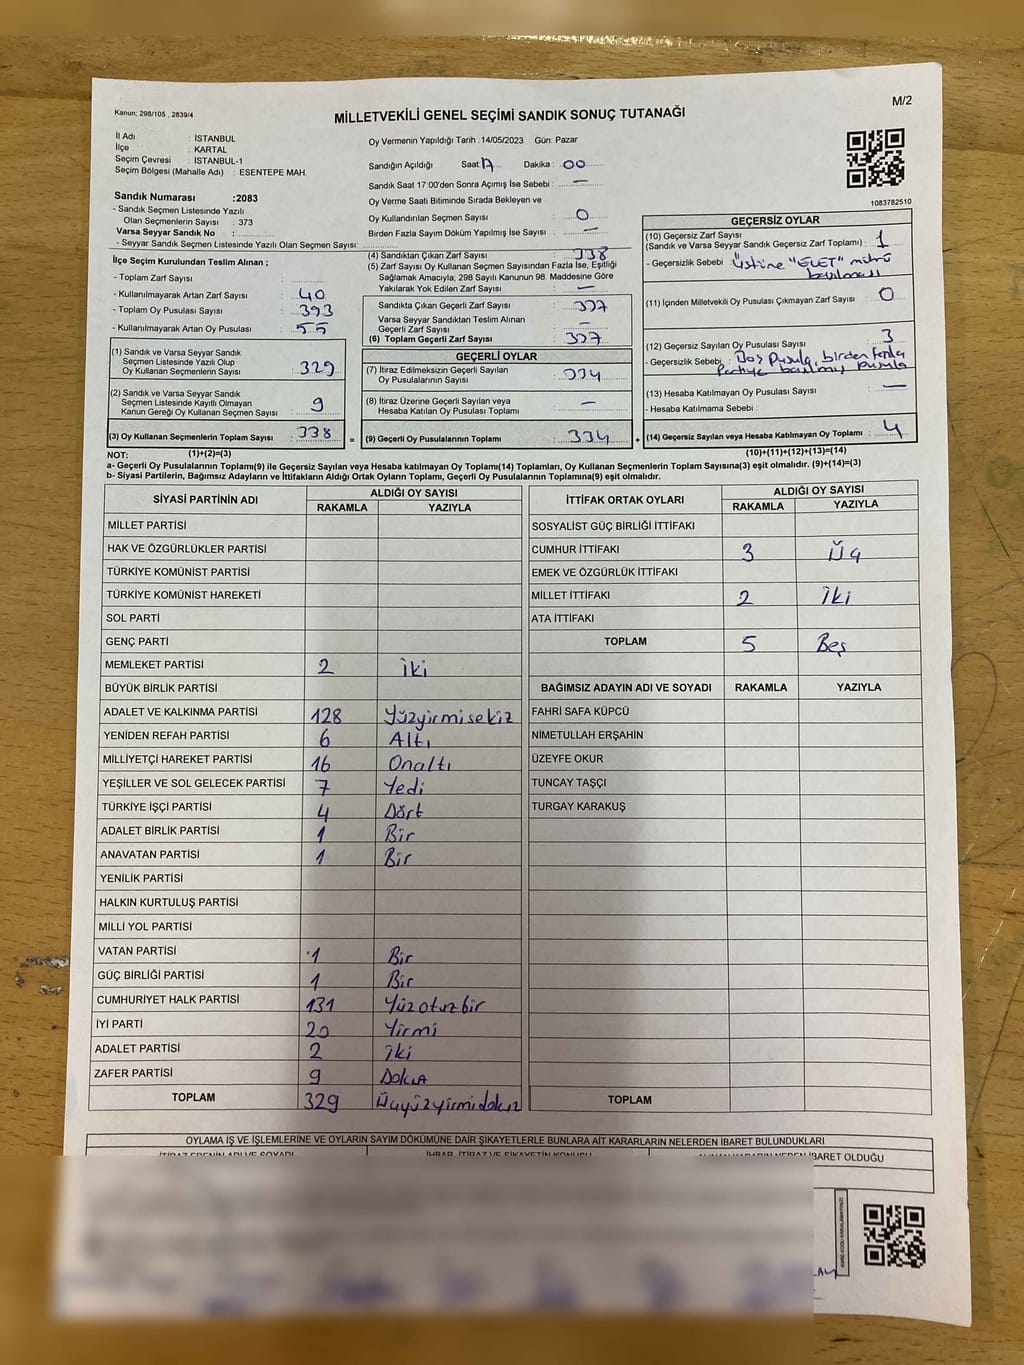 Kanun; 298/105 , 2839/4
M/2
MİLLETVEKİLİ GENEL SEÇİMİ SANDIK SONUÇ TUTANAĞI
İl Adı : İSTANBUL
İlçe : KARTAL
Seçim Çevresi : İSTANBUL-1
Seçim Bölgesi (Mahalle Adı) : ESENTEPE MAH.
Sandık Numarası :2083
- Sandık Seçmen Listesinde Yazılı
Olan Seçmenlerin Sayısı : 373
Varsa Seyyar Sandık No :
- Seyyar Sandık Seçmen Listesinde Yazılı Olan Seçmen Sayısı:
Oy Vermenin Yapıldığı Tarih :14/05/2023 Gün: Pazar
Sandığın Açıldığı Saat: 17 Dakika : 00
Sandık Saat 17:00'den Sonra Açımış İse Sebebi : —
Oy Verme Saati Bitiminde Sırada Bekleyen ve
Oy Kullandırılan Seçmen Sayısı : 0
Birden Fazla Sayım Döküm Yapılmış İse Sayısı : —
1083782510
İlçe Seçim Kurulundan Teslim Alınan ;
- Toplam Zarf Sayısı :
- Kullanılmayarak Artan Zarf Sayısı : 40
- Toplam Oy Pusulası : 393
- Kullanılmayarak Artan Oy Pusulası : 55
(1) Sandık ve Varsa Seyyar Sandık
Seçmen Listesinde Yazılı Olup
Oy Kullanan Seçmenlerin Sayısı : 329
(2) Sandık ve Varsa Seyyar Sandık
Seçmen Listesinde Kayıtlı Olmayan
Kanun Gereği Oy Kullanan Seçmen Sayısı : 9
(3) Oy Kullanan Seçmenlerin Toplam Sayısı : 338 =
(4) Sandıktan Çıkan Zarf Sayısı : 338
(5) Zarf Sayısı Oy Kullanan Seçmen Sayısından Fazla İse, Eşitliği
Sağlamak Amacıyla, 298 Sayılı Kanunun 98. Maddesine Göre
Yakılarak Yok Edilen Zarf Sayısı : —
Sandıkta Çıkan Geçerli Zarf Sayısı : 337
Varsa Seyyar Sandıktan Teslim Alınan
Geçerli Zarf Sayısı : —
(6) Toplam Geçerli Zarf Sayısı : 337
GEÇERLİ OYLAR
(7) İtiraz Edilmeksizin Geçerli Sayılan
Oy Pusulalarının Sayısı : 334
(8) İtiraz Üzerine Geçerli Sayılan veya
Hesaba Katılan Oy Pusulası Toplamı : —
(9) Geçerli Oy Pusulalarının Toplamı : 334 +
GEÇERSİZ OYLAR
(10) Geçersiz Zarf Sayısı
(Sandık ve Varsa Seyyar Sandık Geçersiz Zarf Toplamı) : 1
- Geçersizlik Sebebi : Üstüne "EVET" mührü
basılması
(11) İçinden Milletvekili Oy Pusulası Çıkmayan Zarf Sayısı : 0
(12) Geçersiz Sayılan Oy Pusulası Sayısı : 3
- Geçersizlik Sebebi : Boş Pusula, birden fazla
Partiye basılmış pusula
(13) Hesaba Katılmayan Oy Pusulası Sayısı : —
- Hesaba Katılmama Sebebi :
(14) Geçersiz Sayılan veya Hesaba Katılmayan Oy Toplamı : 4
NOT: (1)+(2)=(3) (10)+(11)+(12)+(13)=(14)
a- Geçerli Oy Pusulalarının Toplamı(9) ile Geçersiz Sayılan veya Hesaba katılmayan Oy Toplamı(14) Toplamları, Oy Kullanan Seçmenlerin Toplam Sayısına(3) eşit olmalıdır. (9)+(14)=(3)
b- Siyasi Partilerin, Bağımsız Adayların ve İttifakların Aldığı Ortak Oyların Toplamı, Geçerli Oy Pusulalarının Toplamına(9) eşit olmalıdır.
SİYASİ PARTİNİN ADI ALDIĞI OY SAYISI
RAKAMLA YAZIYLA
MİLLET PARTİSİ
HAK VE ÖZGÜRLÜKLER PARTİSİ
TÜRKİYE KOMÜNİST PARTİSİ
TÜRKİYE KOMÜNİST HAREKETİ
SOL PARTİ
GENÇ PARTİ
MEMLEKET PARTİSİ 2 iki
BÜYÜK BİRLİK PARTİSİ
ADALET VE KALKINMA PARTİSİ 128 Yüzyirmisekiz
YENİDEN REFAH PARTİSİ 6 Altı
MİLLİYETÇİ HAREKET PARTİSİ 16 Onaltı
YEŞİLLER VE SOL GELECEK PARTİSİ 7 Yedi
TÜRKİYE İŞÇİ PARTİSİ 4 Dört
ADALET BİRLİK PARTİSİ 1 Bir
ANAVATAN PARTİSİ 1 Bir
YENİLİK PARTİSİ
HALKIN KURTULUŞ PARTİSİ
MİLLİ YOL PARTİSİ
VATAN PARTİSİ 1 Bir
GÜÇ BİRLİĞİ PARTİSİ 1 Bir
CUMHURİYET HALK PARTİSİ 131 Yüzotuzbir
İYİ PARTİ 20 Yirmi
ADALET PARTİSİ 2 İki
ZAFER PARTİSİ 9 Dokuz
TOPLAM 329 Üçyüzyirmidokuz
İTTİFAK ORTAK OYLARI ALDIĞI OY SAYISI
RAKAMLA YAZIYLA
SOSYALİST GÜÇ BİRLİĞİ İTTİFAKI
CUMHUR İTTİFAKI 3 Üç
EMEK VE ÖZGÜRLÜK İTTİFAKI
MİLLET İTTİFAKI 2 İki
ATA İTTİFAKI
TOPLAM 5 Beş
BAĞIMSIZ ADAYIN ADI VE SOYADI RAKAMLA YAZIYLA
FAHRİ SAFA KÜPCÜ
NİMETULLAH ERŞAHİN
ÜZEYFE OKUR
TUNCAY TAŞÇI
TURGAY KARAKUŞ
TOPLAM
OYLAMA İŞ VE İŞLEMLERİNE VE OYLARIN SAYIM DÖKÜMÜNE DAİR ŞİKAYETLERLE BUNLARA AİT KARARLARIN NELERDEN İBARET BULUNDUKLARI
İTİRAZ EDENİN ADI VE SOYADI İHBAR, İTİRAZ VE ŞİKAYETİN KONUSU ALINAN KARARIN NEDEN İBARET OLDUĞU